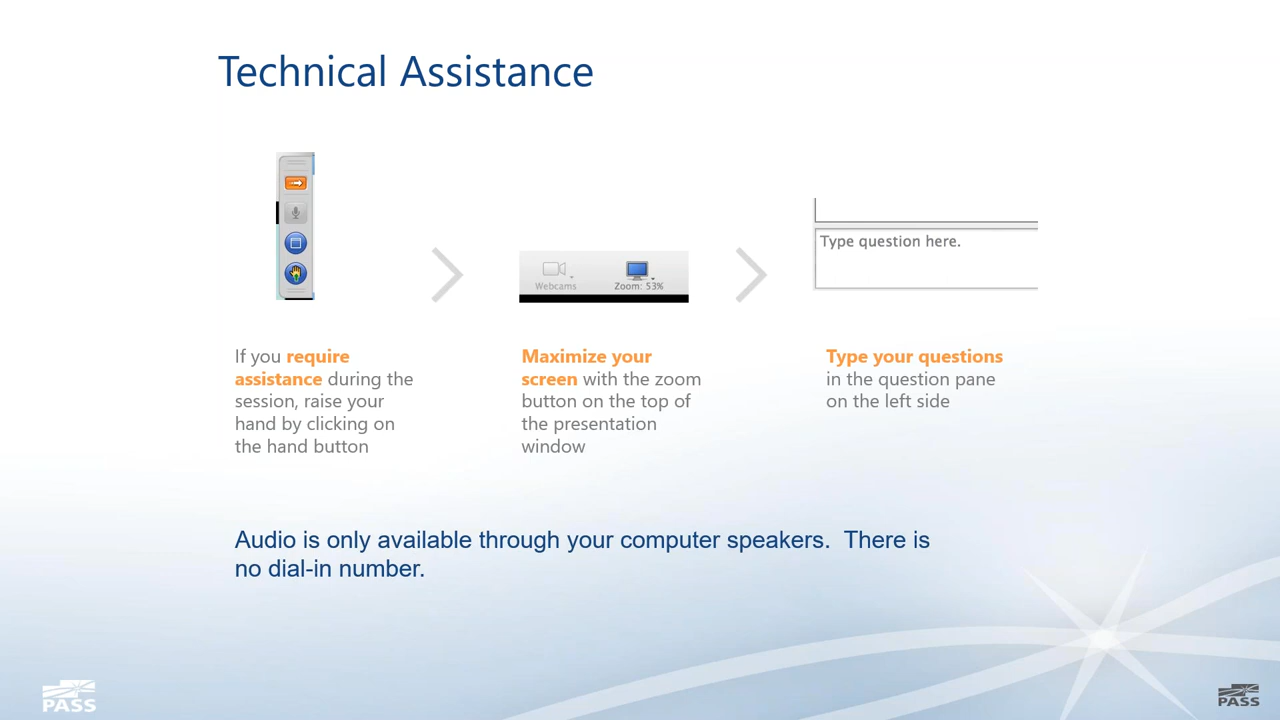 Technical Assistance
Webcams
Zoom: 53%
Type question here.
If you require
assistance during the
session, raise your
hand by clicking on
the hand button
Maximize your
screen with the zoom
button on the top of
the presentation
window
Type your questions
in the question pane
on the left side
Audio is only available through your computer speakers.  There is
no dial-in number.
PASS
PASS